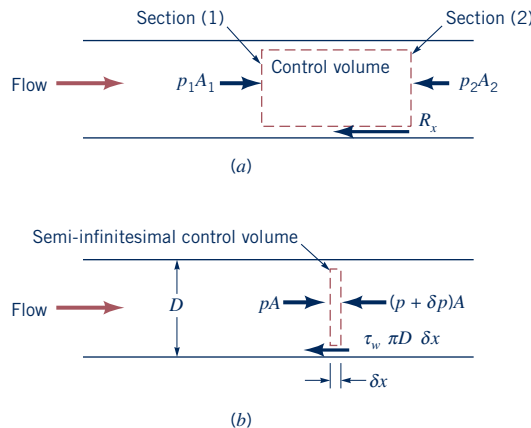 Section (1) Section (2)
Control volume
Flow p₁A₁ p₂A₂
Rₓ
(a)
Semi-infinitesimal control volume
Flow D pA (p + δp)A
τ_w πD δx
δx
(b)